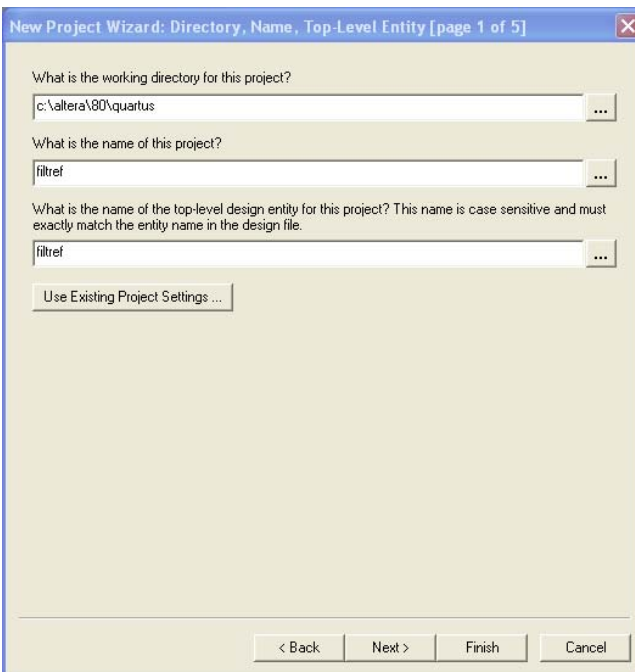 New Project Wizard: Directory, Name, Top-Level Entity [page 1 of 5]
What is the working directory for this project?
c:\altera\80\quartus
...
What is the name of this project?
filtref
...
What is the name of the top-level design entity for this project? This name is case sensitive and must
exactly match the entity name in the design file.
filtref
...
Use Existing Project Settings ...
< Back
Next >
Finish
Cancel